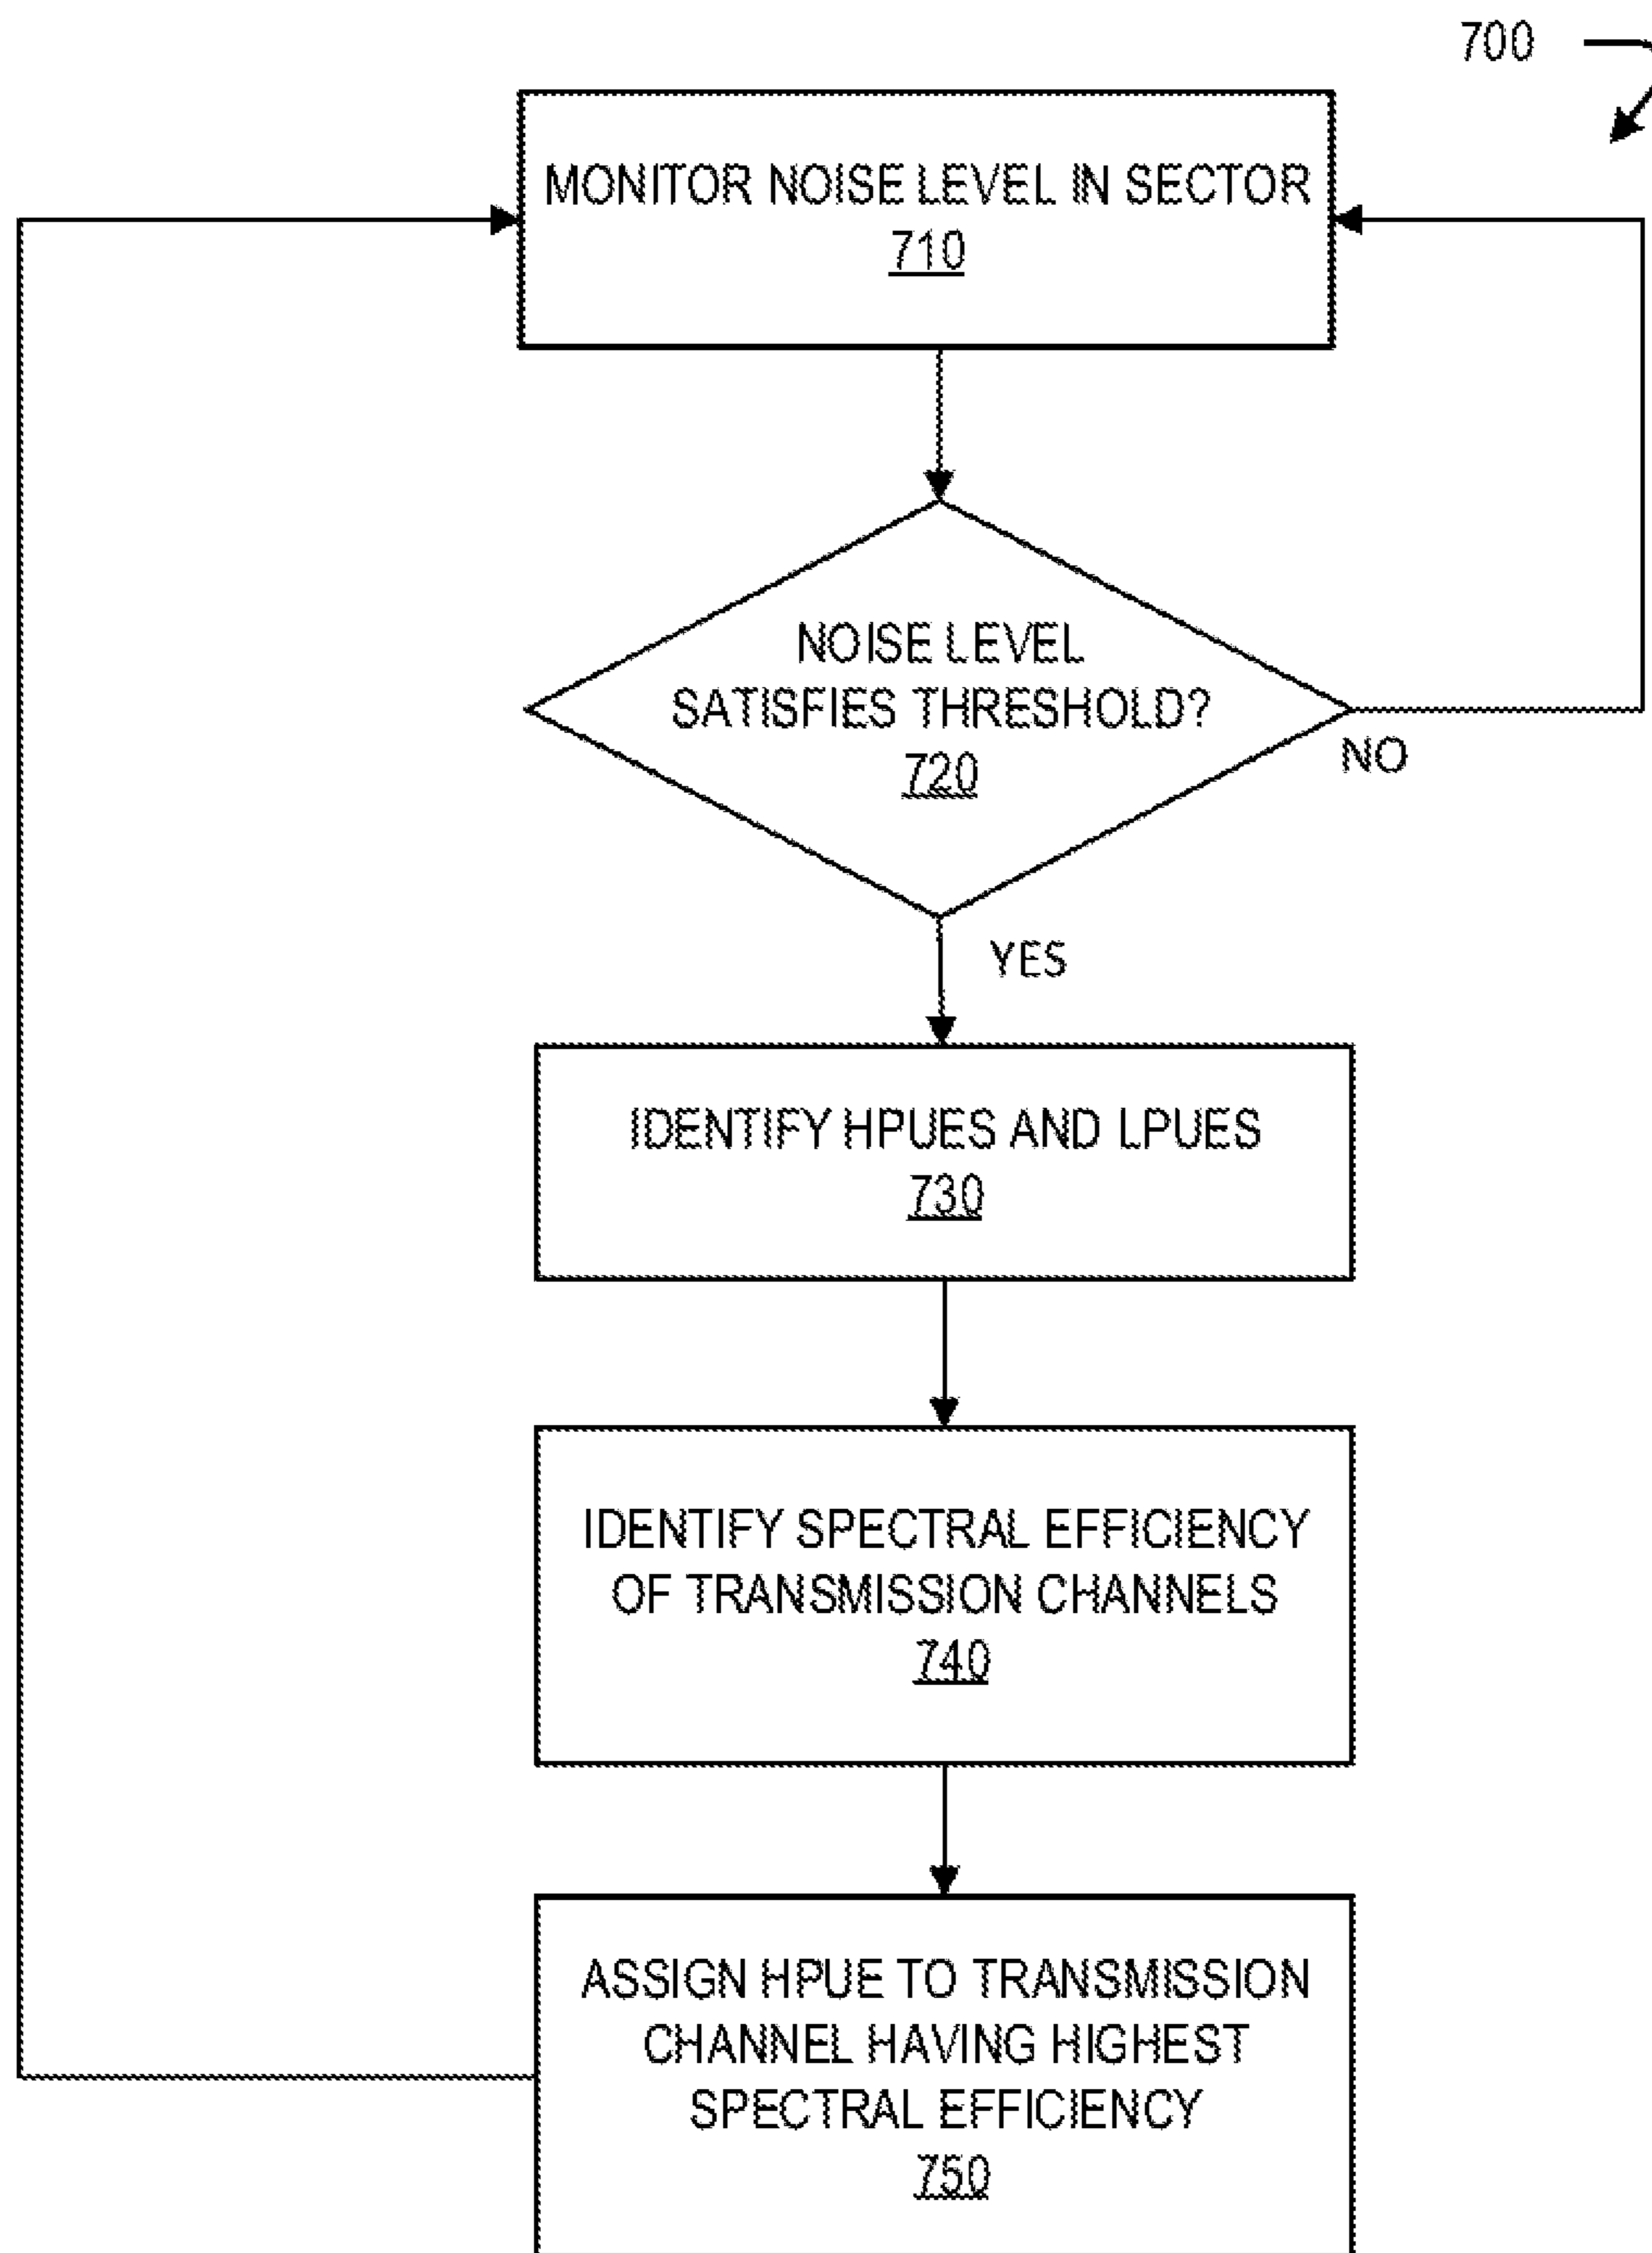 700
MONITOR NOISE LEVEL IN SECTOR
710
NOISE LEVEL
SATISFIES THRESHOLD?
720
NO
YES
IDENTIFY HPUES AND LPUES
730
IDENTIFY SPECTRAL EFFICIENCY
OF TRANSMISSION CHANNELS
740
ASSIGN HPUE TO TRANSMISSION
CHANNEL HAVING HIGHEST
SPECTRAL EFFICIENCY
750